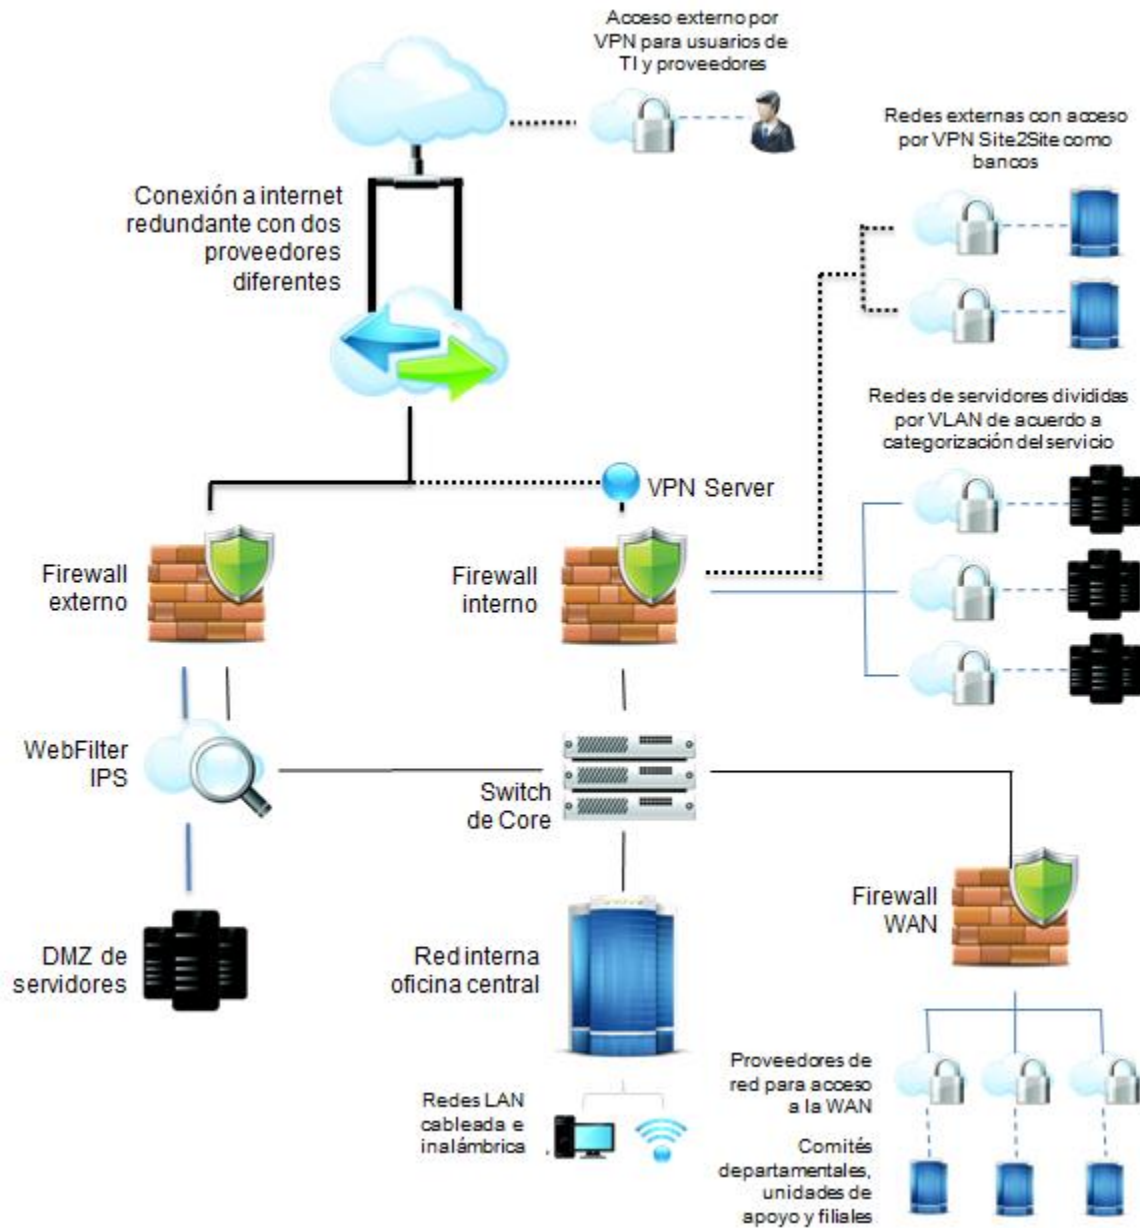 Acceso externo por
VPN para usuarios de
TI y proveedores
Redes externas con acceso
por VPN Site2Site como
bancos
Conexión a internet
redundante con dos
proveedores
diferentes
Redes de servidores divididas
por VLAN de acuerdo a
categorización del servicio
VPN Server
Firewall
externo
Firewall
interno
WebFilter
IPS
Switch
de Core
Firewall
WAN
DMZ de
servidores
Red interna
oficina central
Proveedores de
red para acceso
a la WAN
Redes LAN
cableada e
inalámbrica
Comités
departamentales,
unidades de
apoyo y filiales